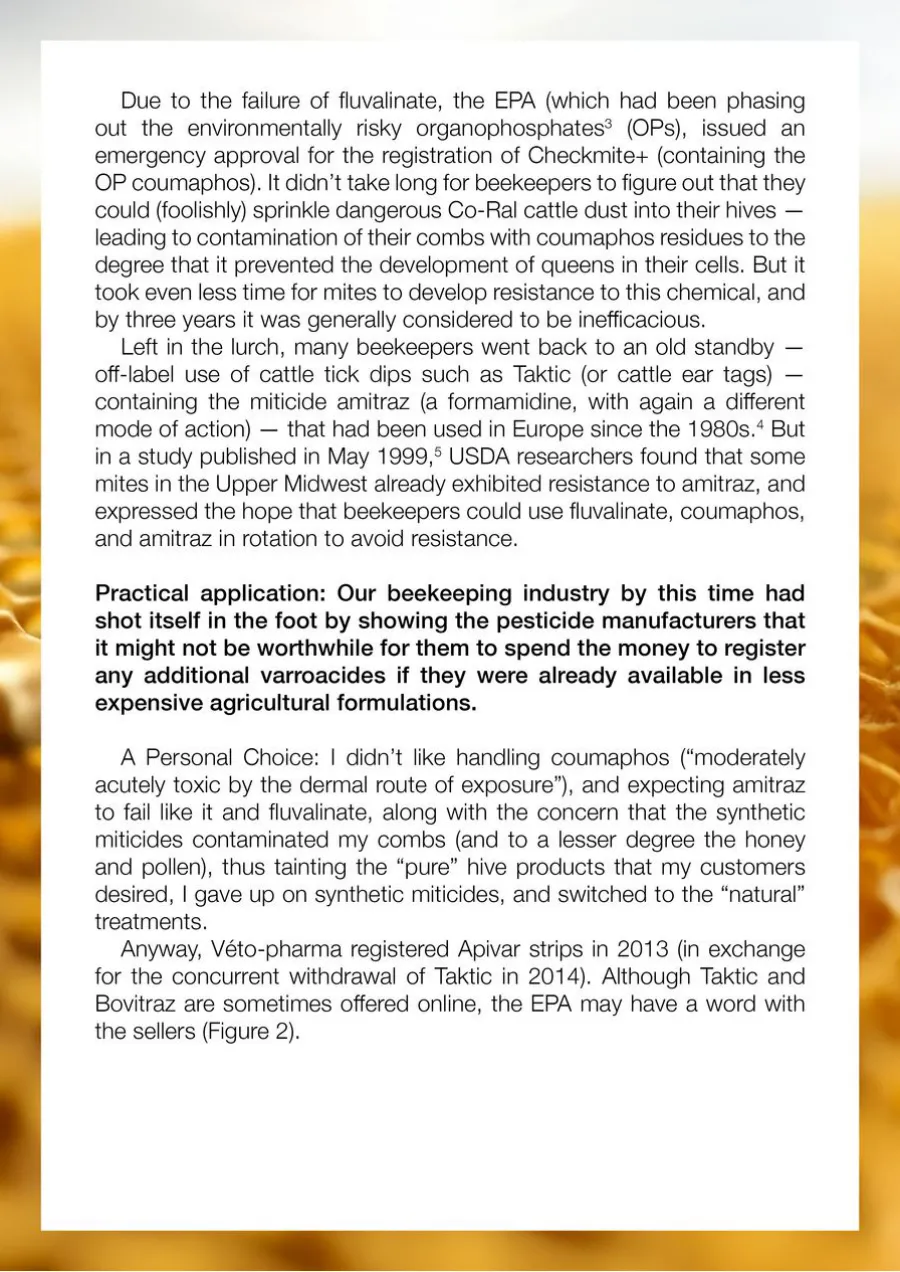 Due to the failure of fluvalinate, the EPA (which had been phasing
out the environmentally risky organophosphates³ (OPs), issued an
emergency approval for the registration of Checkmite+ (containing the
OP coumaphos). It didn’t take long for beekeepers to figure out that they
could (foolishly) sprinkle dangerous Co-Ral cattle dust into their hives —
leading to contamination of their combs with coumaphos residues to the
degree that it prevented the development of queens in their cells. But it
took even less time for mites to develop resistance to this chemical, and
by three years it was generally considered to be inefficacious.
Left in the lurch, many beekeepers went back to an old standby —
off-label use of cattle tick dips such as Taktic (or cattle ear tags) —
containing the miticide amitraz (a formamidine, with again a different
mode of action) — that had been used in Europe since the 1980s.⁴ But
in a study published in May 1999,⁵ USDA researchers found that some
mites in the Upper Midwest already exhibited resistance to amitraz, and
expressed the hope that beekeepers could use fluvalinate, coumaphos,
and amitraz in rotation to avoid resistance.
Practical application: Our beekeeping industry by this time had
shot itself in the foot by showing the pesticide manufacturers that
it might not be worthwhile for them to spend the money to register
any additional varroacides if they were already available in less
expensive agricultural formulations.
A Personal Choice: I didn’t like handling coumaphos (“moderately
acutely toxic by the dermal route of exposure”), and expecting amitraz
to fail like it and fluvalinate, along with the concern that the synthetic
miticides contaminated my combs (and to a lesser degree the honey
and pollen), thus tainting the “pure” hive products that my customers
desired, I gave up on synthetic miticides, and switched to the “natural”
treatments.
Anyway, Véto-pharma registered Apivar strips in 2013 (in exchange
for the concurrent withdrawal of Taktic in 2014). Although Taktic and
Bovitraz are sometimes offered online, the EPA may have a word with
the sellers (Figure 2).